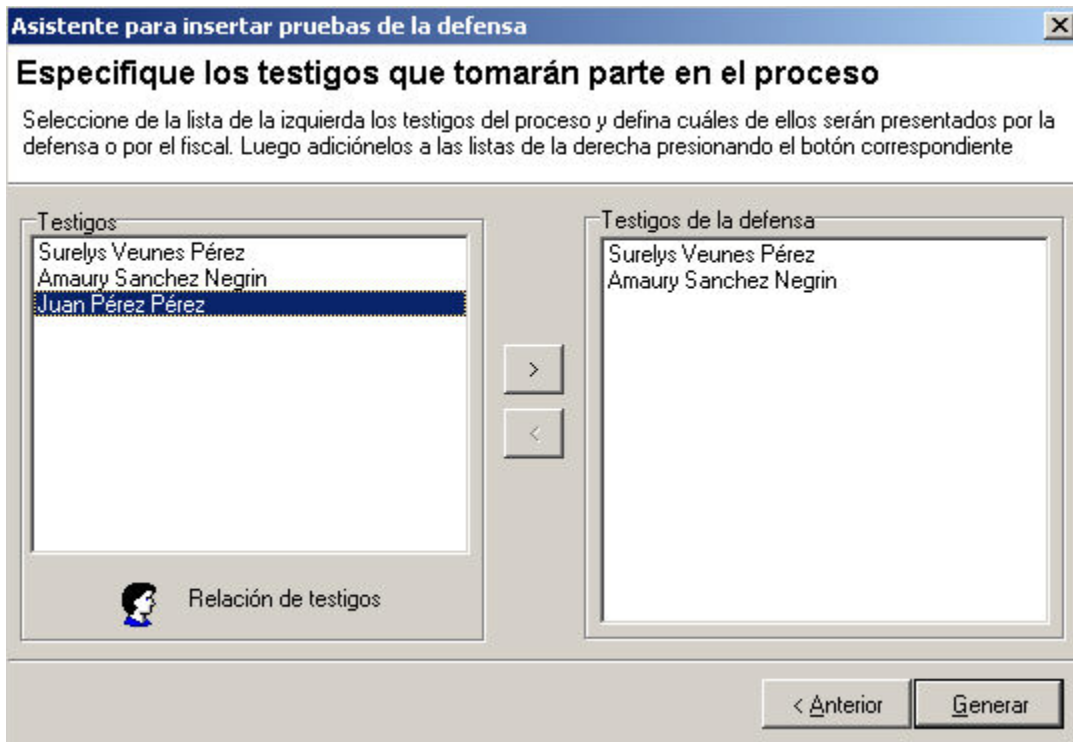 Asistente para insertar pruebas de la defensa
Especifique los testigos que tomarán parte en el proceso
Seleccione de la lista de la izquierda los testigos del proceso y defina cuáles de ellos serán presentados por la
defensa o por el fiscal. Luego adiciónelos a las listas de la derecha presionando el botón correspondiente
Testigos
Surelys Veunes Pérez
Amaury Sanchez Negrin
Juan Pérez Pérez
Relación de testigos
>
<
Testigos de la defensa
Surelys Veunes Pérez
Amaury Sanchez Negrin
< Anterior
Generar